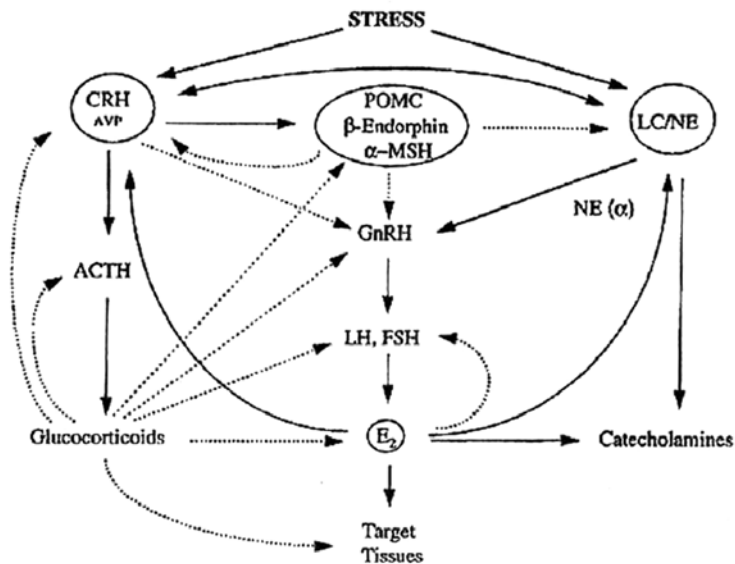 STRESS
CRH
AVP
POMC
β-Endorphin
α-MSH
LC/NE
NE (α)
GnRH
ACTH
LH, FSH
Glucocorticoids
E₂
Catecholamines
Target
Tissues